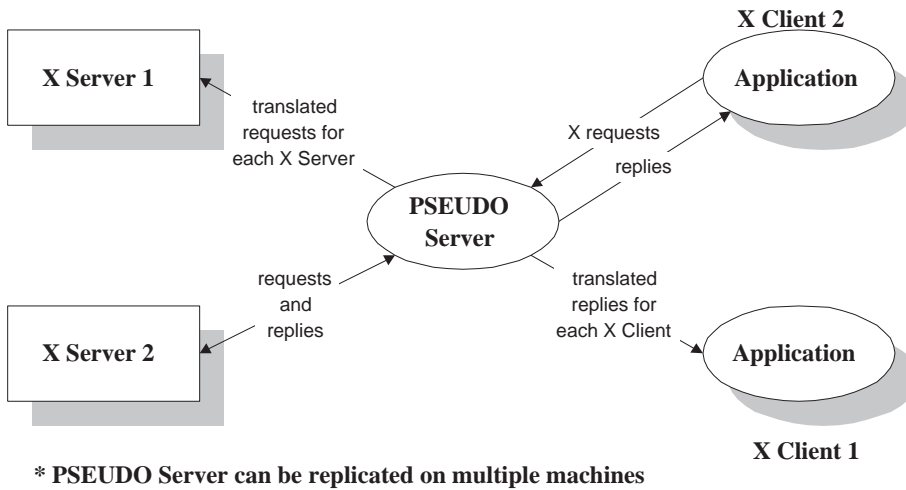 X Client 2
X Server 1
Application
translated
requests for
each X Server
X requests
replies
PSEUDO
Server
requests
and
replies
translated
replies for
each X Client
X Server 2
Application
X Client 1
* PSEUDO Server can be replicated on multiple machines